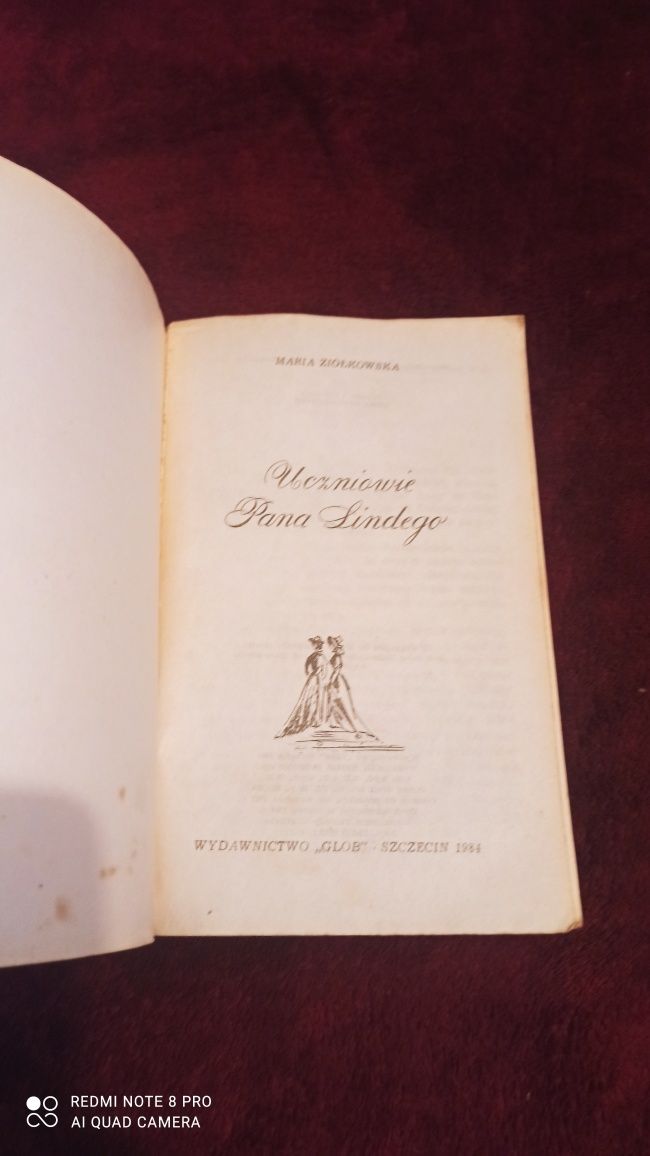 MARIA ZIÓŁKOWSKA
Uczniowie
Pana Lindego
WYDAWNICTWO „GLOB" · SZCZECIN 1984
REDMI NOTE 8 PRO
AI QUAD CAMERA